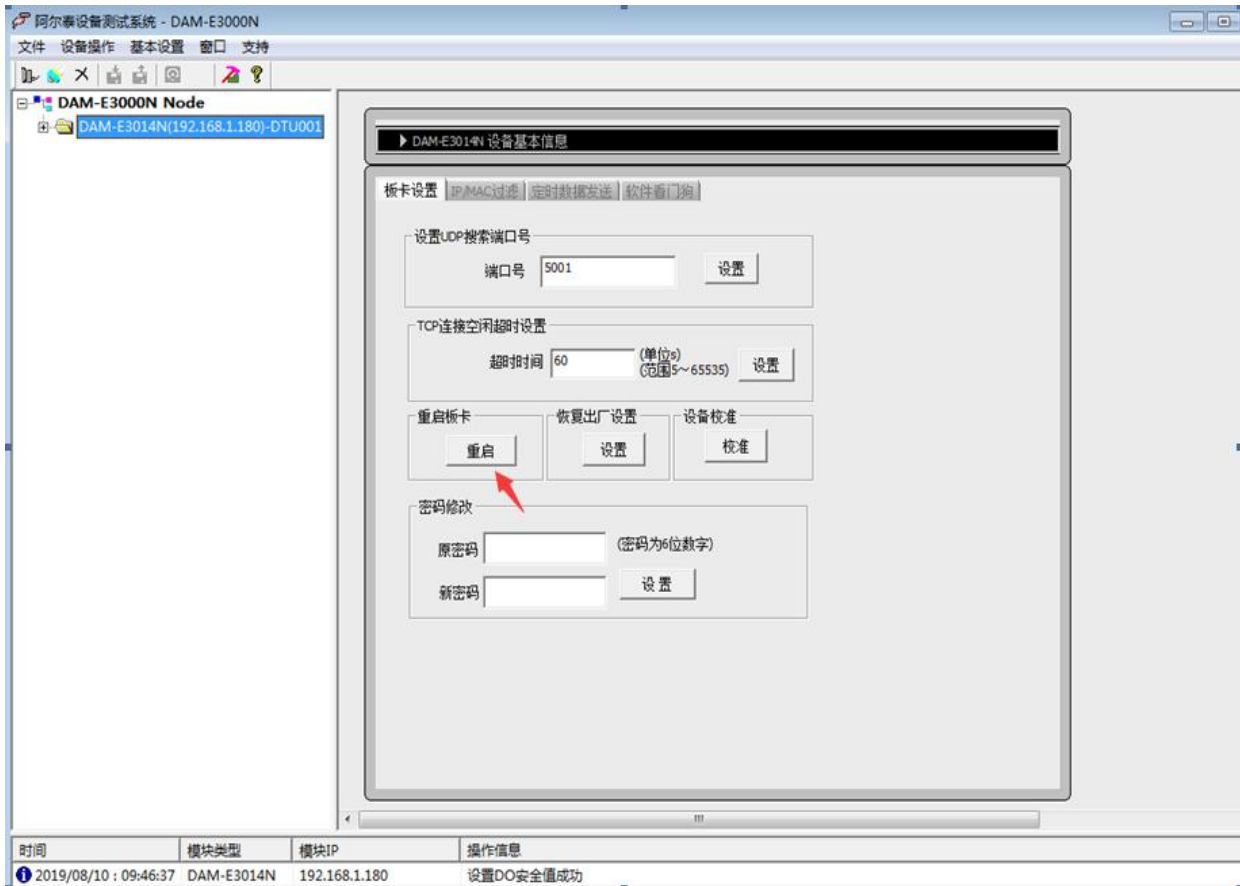 阿尔泰设备测试系统 - DAM-E3000N
文件 设备操作 基本设置 窗口 支持
DAM-E3000N Node
DAM-E3014N(192.168.1.180)-DTU001
DAM-E3014N 设备基本信息
板卡设置 IP/MAC过滤 定时数据发送 软件看门狗
设置UDP搜索端口号
端口号 5001 设置
TCP连接空闲超时设置
超时时间 60 (单位s) 设置
(范围5～65535)
重启板卡 恢复出厂设置 设备校准
重启 设置 校准
密码修改
原密码 (密码为6位数字)
新密码 设 置
时间 模块类型 模块IP 操作信息
2019/08/10 : 09:46:37 DAM-E3014N 192.168.1.180 设置DO安全值成功